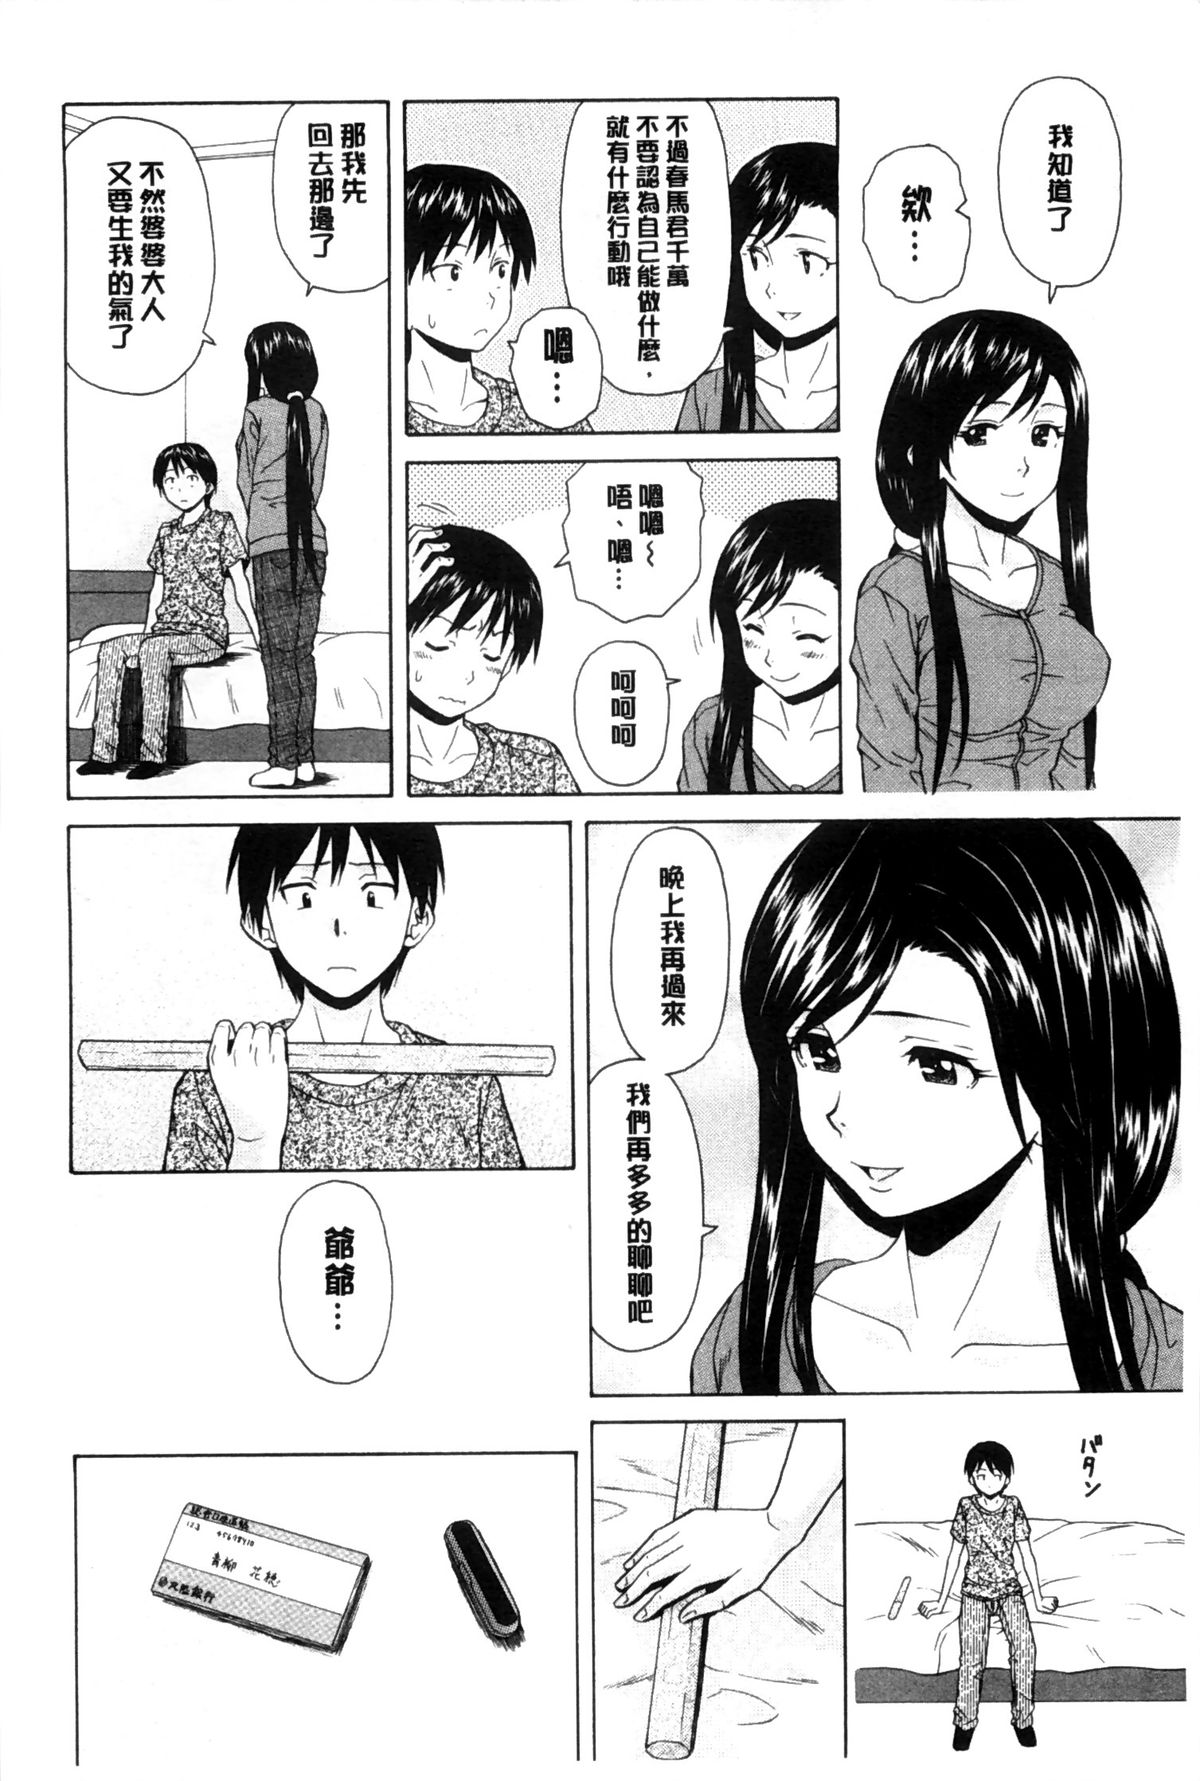 我知道了
欸…
不過春馬君千萬
不要認為自己能做什麼，
就有什麼行動哦
嗯…
嗯嗯～
唔、嗯…
呵呵呵
那我先
回去那邊了
不然婆婆大人
又要生我的氣了
晚上我再過來
我們再多多的聊聊吧
バタン
爺爺…
123 45678910
青柳 花穂